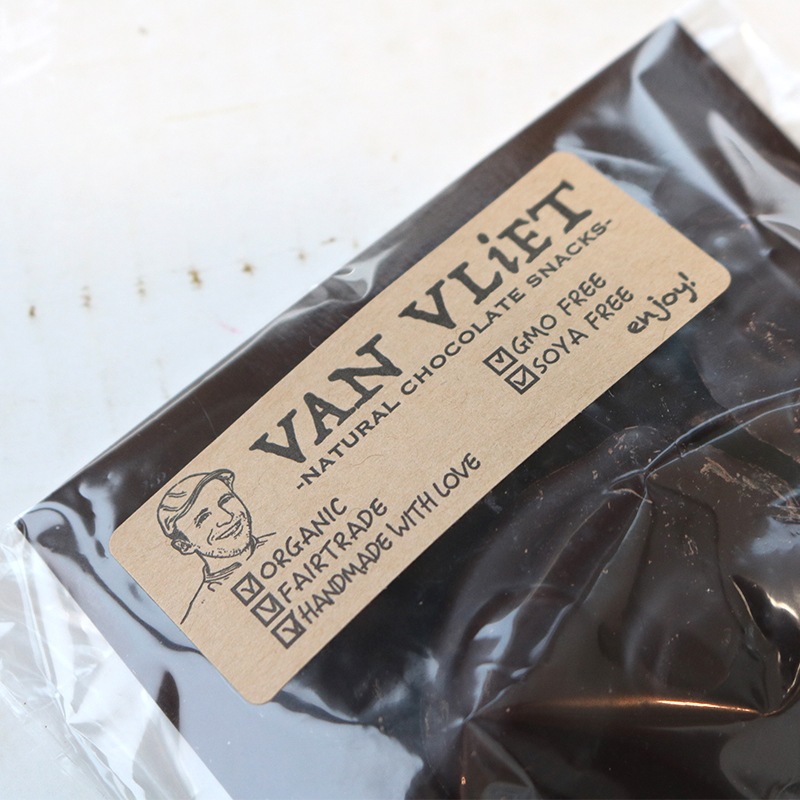 VAN VLiET
-NATURAL CHOCOLATE SNACKS-
ORGANIC
FAIRTRADE
HANDMADE WITH LOVE
GMO FREE
SOYA FREE
enjoy!